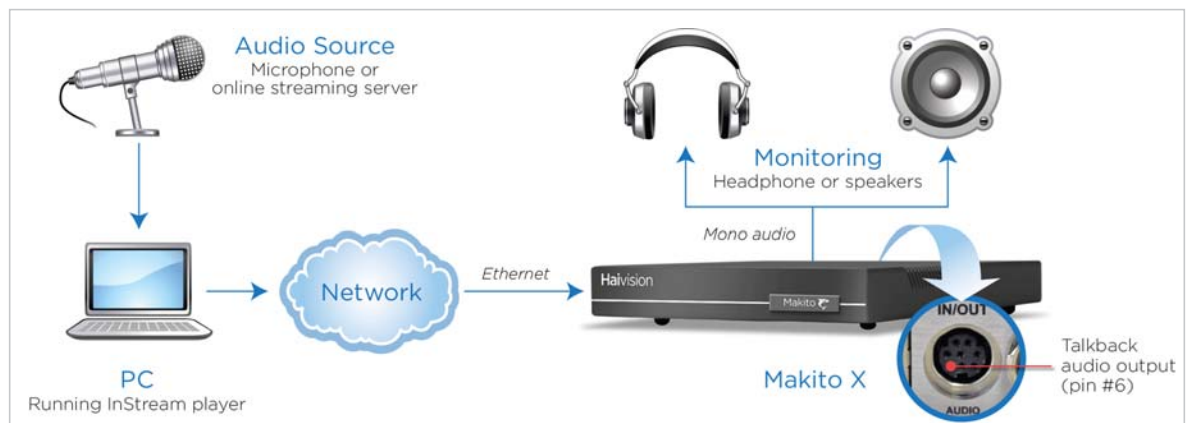 Audio Source
Microphone or
online streaming server
Monitoring
Headphone or speakers
Mono audio
Network
Ethernet
Haivision
Makito
IN/OUT
AUDIO
Talkback
audio output
(pin #6)
PC
Running InStream player
Makito X